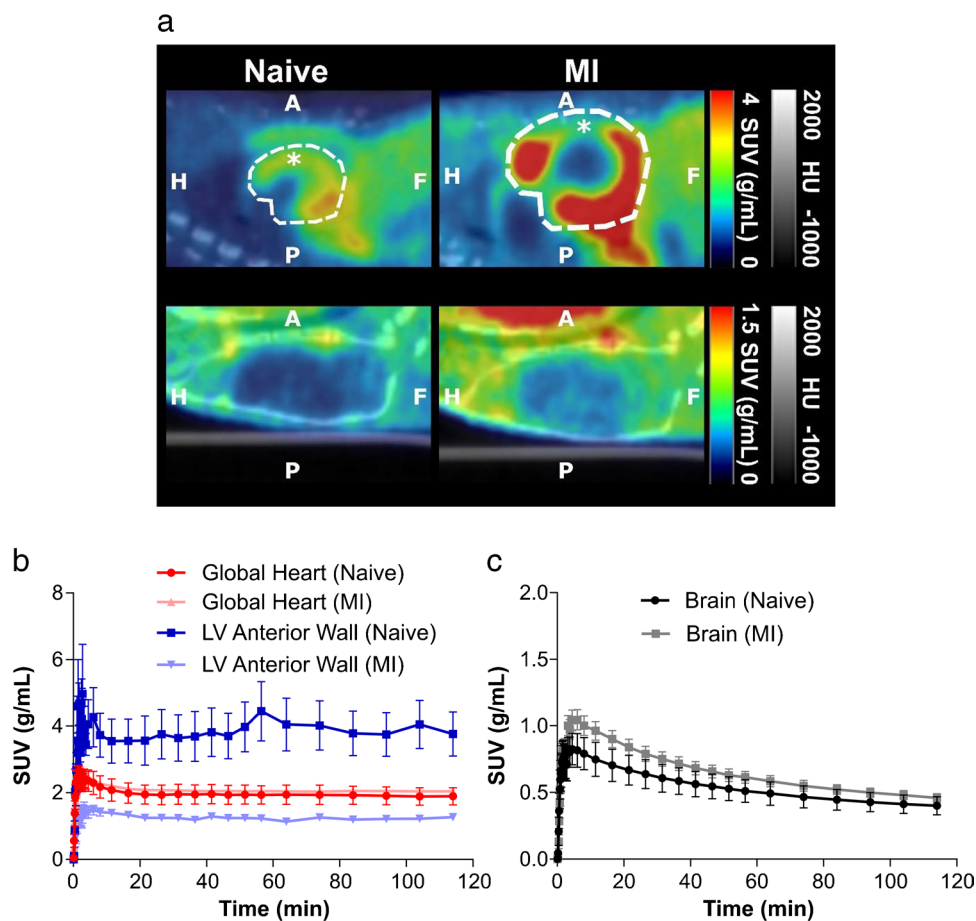 a
Naive MI
A A
* *
H F
P P
4 SUV (g/mL) 0
2000 HU -1000
A A
H H F
P P
1.5 SUV (g/mL) 0
2000 HU -1000
b
Global Heart (Naive)
Global Heart (MI)
LV Anterior Wall (Naive)
LV Anterior Wall (MI)
SUV (g/mL)
8
6
4
2
0
0 20 40 60 80 100 120
Time (min)
c
Brain (Naive)
Brain (MI)
SUV (g/mL)
2.0
1.5
1.0
0.5
0.0
0 20 40 60 80 100 120
Time (min)